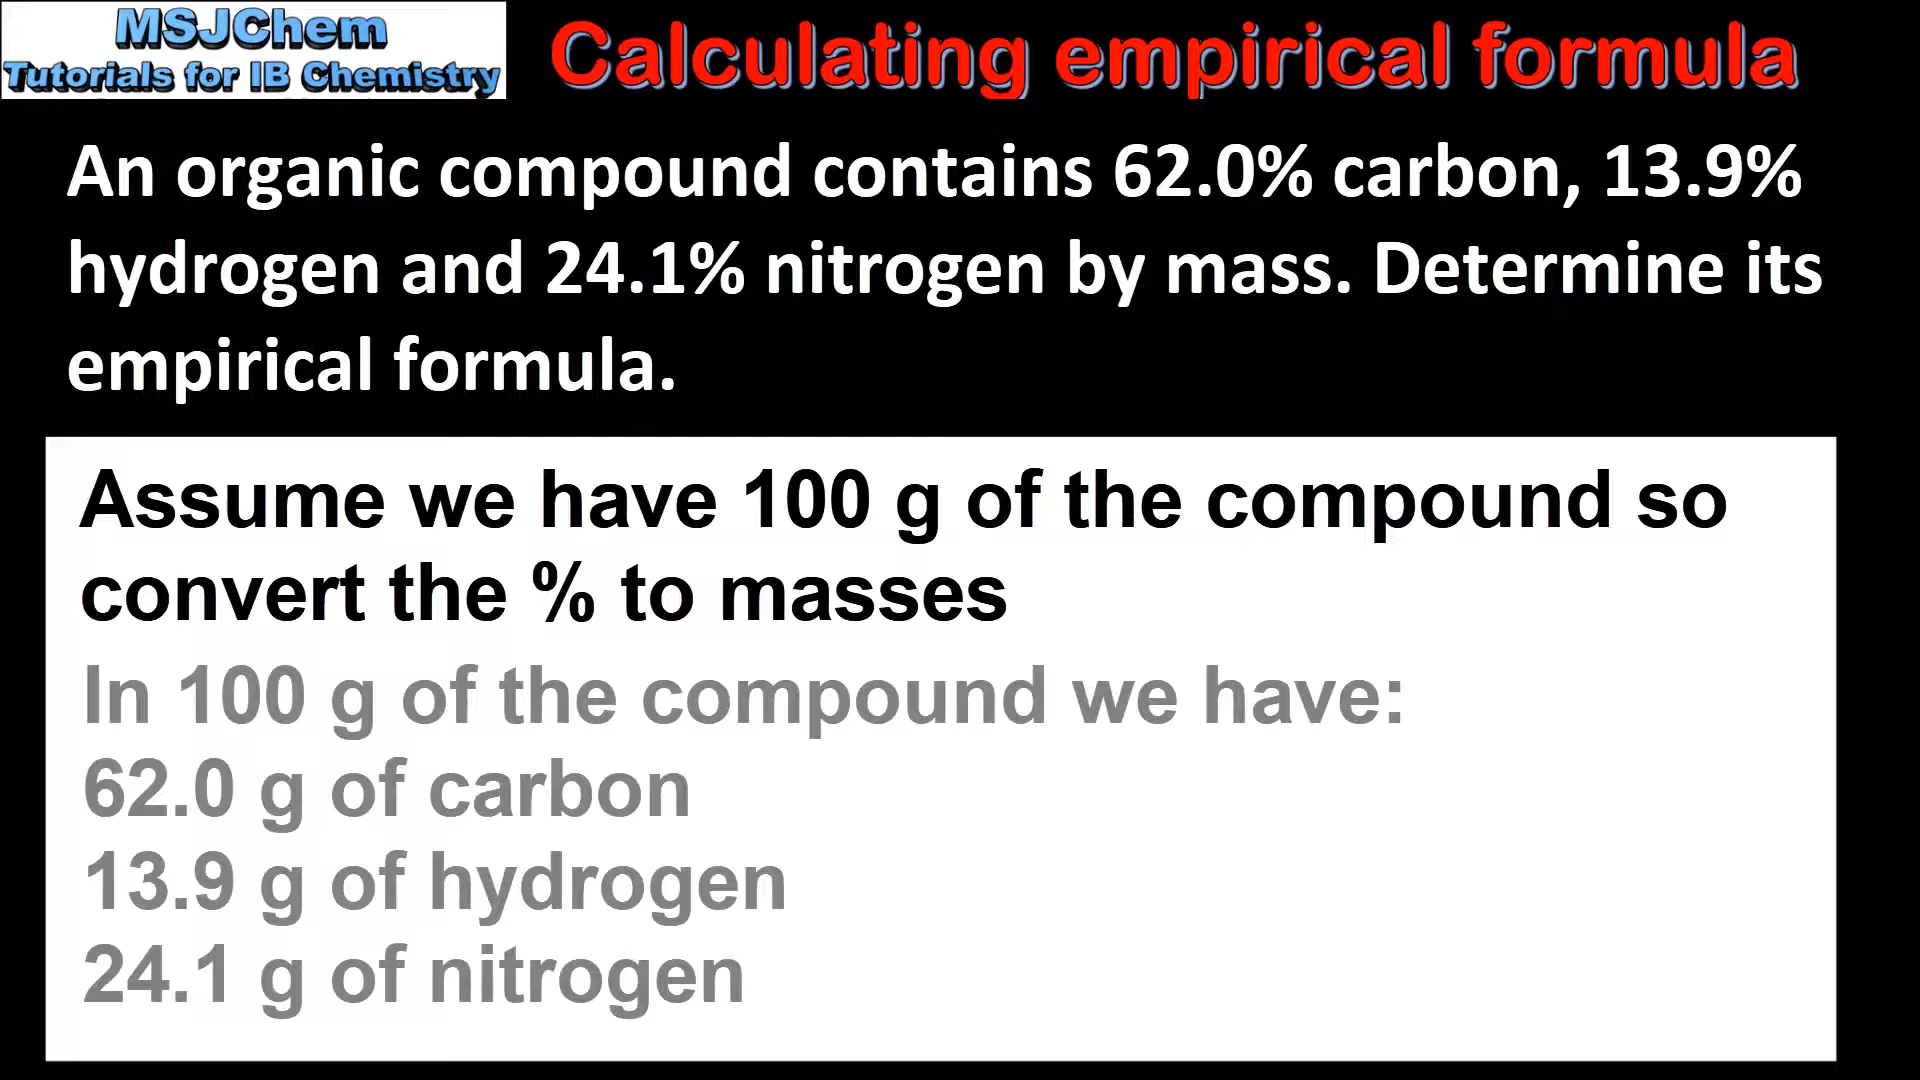 MSJChem
Tutorials for IB Chemistry
Calculating empirical formula
An organic compound contains 62.0% carbon, 13.9%
hydrogen and 24.1% nitrogen by mass. Determine its
empirical formula.
Assume we have 100 g of the compound so
convert the % to masses
In 100 g of the compound we have:
62.0 g of carbon
13.9 g of hydrogen
24.1 g of nitrogen